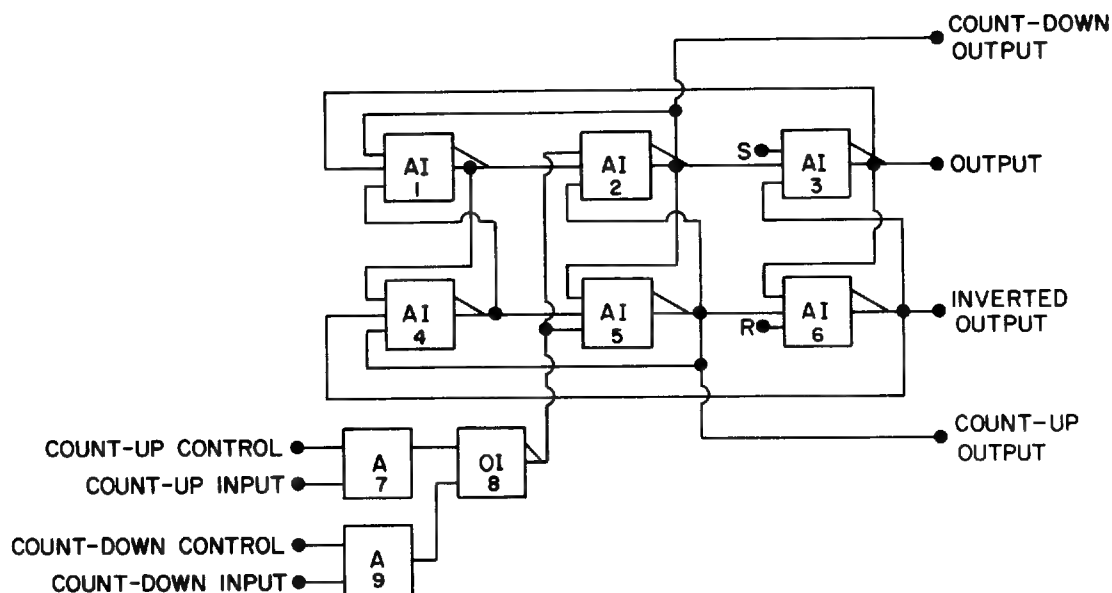 COUNT-DOWN
OUTPUT
AI
1
AI
2
S
AI
3
OUTPUT
AI
4
AI
5
R
AI
6
INVERTED
OUTPUT
COUNT-UP CONTROL
COUNT-UP INPUT
A
7
OI
8
COUNT-UP
OUTPUT
COUNT-DOWN CONTROL
COUNT-DOWN INPUT
A
9